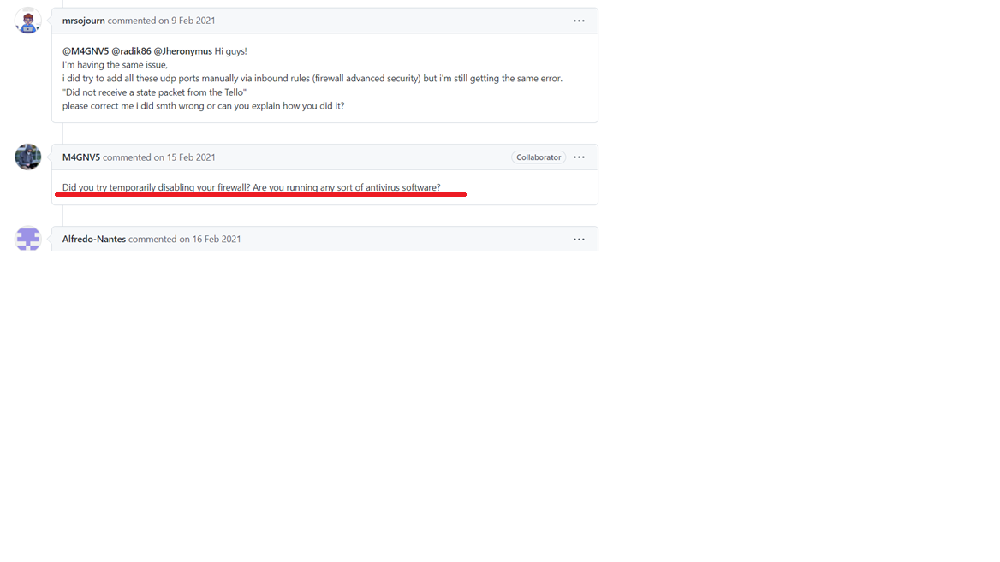 mrsojourn commented on 9 Feb 2021
@M4GNV5 @radik86 @Jheronymus Hi guys!
I'm having the same issue,
i did try to add all these udp ports manually via inbound rules (firewall advanced security) but i'm still getting the same error.
"Did not receive a state packet from the Tello"
please correct me i did smth wrong or can you explain how you did it?
M4GNV5 commented on 15 Feb 2021 Collaborator
Did you try temporarily disabling your firewall? Are you running any sort of antivirus software?
Alfredo-Nantes commented on 16 Feb 2021